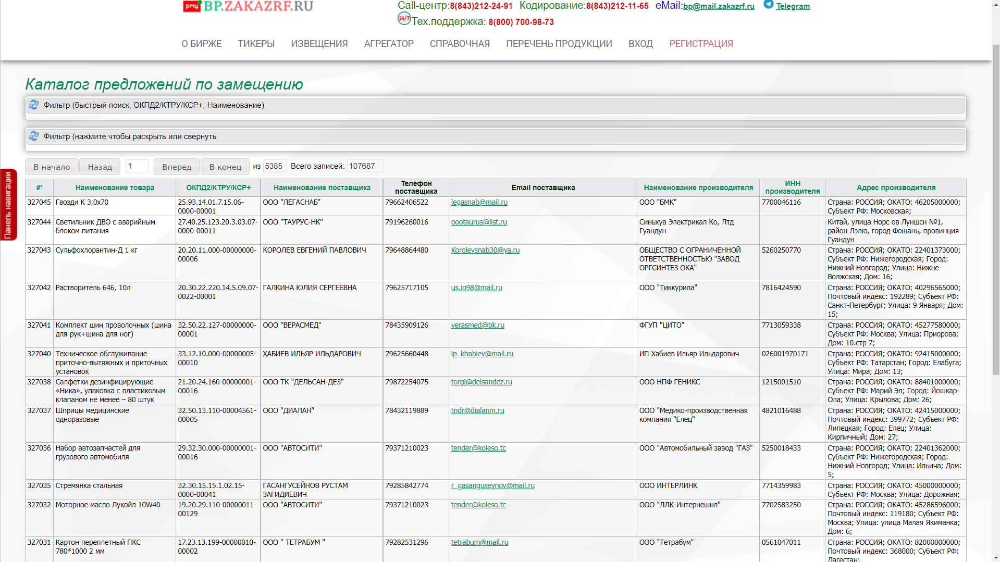 рмц BP.ZAKAZRF.RU
Call-центр:8(843)212-24-91 Кодирование:8(843)212-11-65 eMail:bp@mail.zakazrf.ru Telegram
24/7 Тех.поддержка: 8(800) 700-98-73
О БИРЖЕ ТИКЕРЫ ИЗВЕЩЕНИЯ АГРЕГАТОР СПРАВОЧНАЯ ПЕРЕЧЕНЬ ПРОДУКЦИИ ВХОД РЕГИСТРАЦИЯ
Каталог предложений по замещению
Фильтр (быстрый поиск, ОКПД2/КТРУ/КСР+, Наименование)
Фильтр (нажмите чтобы раскрыть или свернуть
В начало Назад 1 Вперед В конец из 5385 Всего записей: 107687
Панель навигации
#* Наименование товара ОКПД2/КТРУ/КСР+ Наименование поставщика Телефон поставщика Email поставщика Наименование производителя ИНН производителя Адрес производителя
327045 Гвозди К 3,0х70 25.93.14.01.7.15.06- ООО "ЛЕГАСНАБ" 79662406522 legasnab@mail.ru ООО "БМК" 7700046116 Страна: РОССИЯ; ОКАТО: 46205000000;
0000-00001 Субъект РФ: Московская;
327044 Светильник ДВО с аварийным 27.40.25.123.20.3.03.07- ООО "ТАУРУС-НК" 79196260016 oootaurus@list.ru Синьхуа Электрикал Ко, Лтд Китай, улица Норс ов Луншсн №1,
блоком питания 0000-00011 Гуандун район Лэлю, город Фошань, провинция
Гуандун
327043 Сульфохлорантин-Д 1 кг 20.20.11.000-00000000- КОРОЛЕВ ЕВГЕНИЙ ПАВЛОВИЧ 79648864480 Korolevsnab30@ya.ru ОБЩЕСТВО С ОГРАНИЧЕННОЙ 5260250770 Страна: РОССИЯ; ОКАТО: 22401373000;
00006 ОТВЕТСТВЕННОСТЬЮ "ЗАВОД Субъект РФ: Нижегородская; Город:
ОРГСИНТЕЗ ОКА" Нижний Новгород; Улица: Нижне-
Волжская; Дом: 16;
327042 Растворитель 646, 10л 20.30.22.220.14.5.09.07- ГАЛКИНА ЮЛИЯ СЕРГЕЕВНА 79625717105 us.ip98@mail.ru ООО "Тиккурила" 7816424590 Страна: РОССИЯ; ОКАТО: 40296565000;
0022-00001 Почтовый индекс: 192289; Субъект РФ:
Санкт-Петербург; Улица: 9 Января; Дом:
15;
327041 Комплект шин проволочных (шина 32.50.22.127-00000000- ООО "ВЕРАСМЕД" 78435909126 verasmed@bk.ru ФГУП "ЦИТО" 7713059338 Страна: РОССИЯ; ОКАТО: 45277580000;
для рук+шина для ног) 00001 Субъект РФ: Москва; Улица: Приорова;
Дом: 10.стр 7;
327040 Техническое обслуживание 33.12.10.000-00000005- ХАБИЕВ ИЛЬЯР ИЛЬДАРОВИЧ 79625660448 ip_khabiev@mail.ru ИП Хабиев Ильяр Ильдарович 026001970171 Страна: РОССИЯ; ОКАТО: 92415000000;
приточно-вытяжных и приточных 00010 Субъект РФ: Татарстан; Город: Елабуга;
установок Улица: Мира; Дом: 13;
327038 Салфетки дезинфицирующие 21.20.24.160-00000001- ООО ТК "ДЕЛЬСАН-ДЕЗ" 79872254075 torgi@delsandez.ru ООО НПФ ГЕНИКС 1215001510 Страна: РОССИЯ; ОКАТО: 88401000000;
«Ника», упаковка с пластиковым 00016 Субъект РФ: Марий Эл; Город: Йошкар-
клапаном не менее – 80 штук Ола; Улица: Крылова; Дом: 26;
327037 Шприцы медицинские 32.50.13.110-00004561- ООО "ДИАЛАН" 78432119889 tndr@dialanm.ru ООО "Медико-производственная 4821016488 Страна: РОССИЯ; ОКАТО: 42415000000;
одноразовые 00005 компания "Елец" Почтовый индекс: 399772; Субъект РФ:
Липецкая; Город: Елец; Улица:
Кирпичный; Дом: 27;
327036 Набор автозапчастей для 29.32.30.000-00000001- ООО "АВТОСИТИ" 79371210023 tender@koleso.tc ООО "Автомобильный завод "ГАЗ" 5250018433 Страна: РОССИЯ; ОКАТО: 22401362000;
грузового автомобиля 00016 Субъект РФ: Нижегородская; Город:
Нижний Новгород; Улица: Ильича; Дом:
5;
327035 Стремянка стальная 32.30.15.15.1.02.15- ГАСАНГУСЕЙНОВ РУСТАМ 79285842774 r_gasanguseynov@mail.ru ООО ИНТЕРЛИНК 7714359983 Страна: РОССИЯ; ОКАТО: 45000000000;
0000-00041 ЗАГИДИЕВИЧ Субъект РФ: Москва; Улица: Дорожная;
327032 Моторное масло Лукойл 10W40 19.20.29.110-00000011- ООО "АВТОСИТИ" 79371210023 tender@koleso.tc ООО "ЛЛК-Интернешнл" 7702583250 Страна: РОССИЯ; ОКАТО: 45286596000;
00129 Почтовый индекс: 119180; Субъект РФ:
Москва; Улица: улица Малая Якиманка;
Дом: 6;
327031 Картон переплетный ПКС 17.23.13.199-00000010- ООО " ТЕТРАБУМ " 79282531296 tetrabum@mail.ru ООО "Тетрабум" 0561047011 Страна: РОССИЯ; ОКАТО: 82000000000;
780*1000 2 мм 00002 Почтовый индекс: 368000; Субъект РФ:
Дагестан;